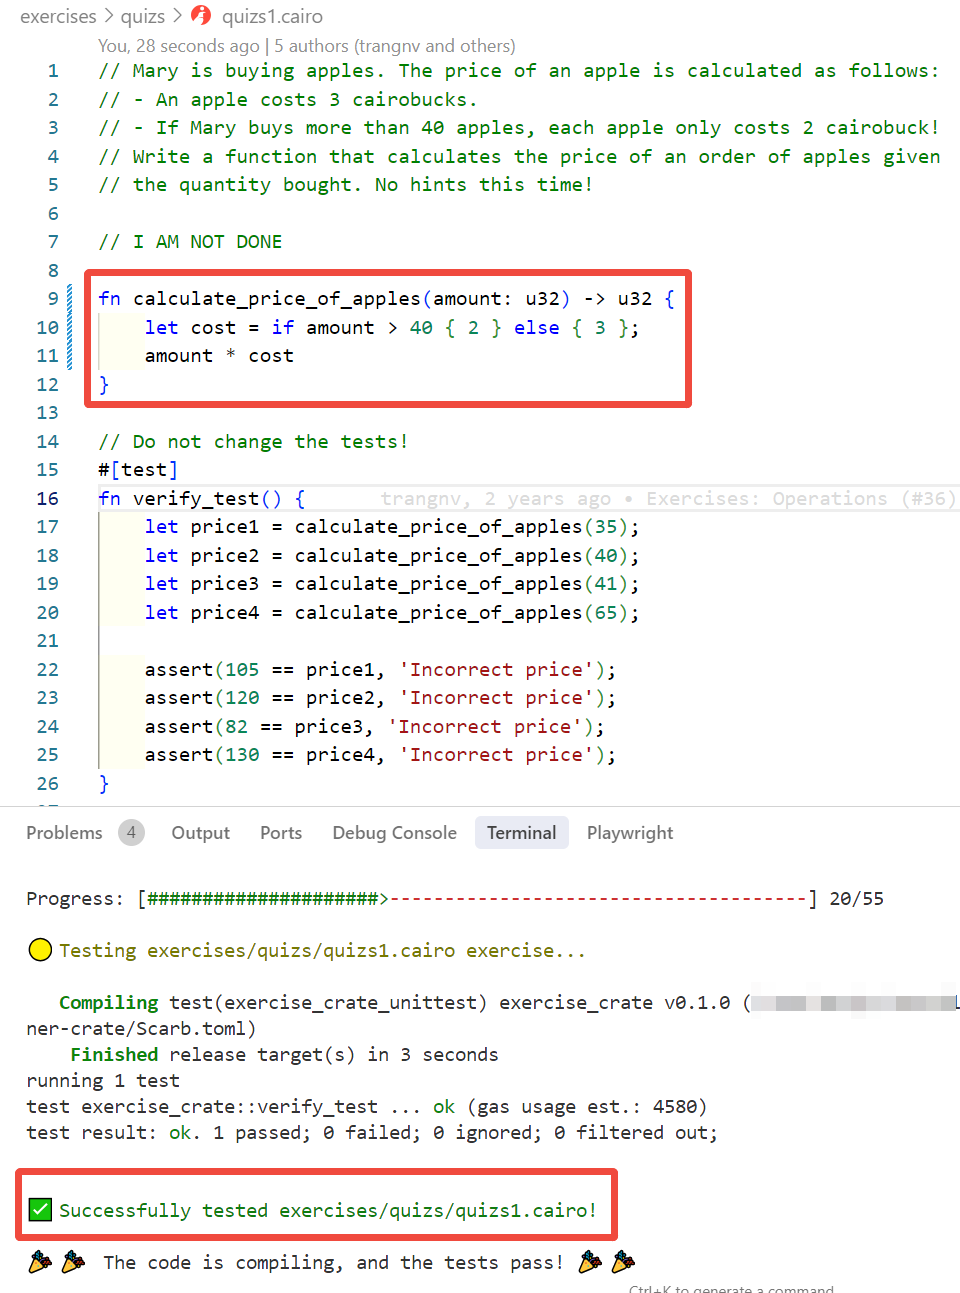 exercises > quizs > quizs1.cairo
You, 28 seconds ago | 5 authors (trangnv and others)
1 // Mary is buying apples. The price of an apple is calculated as follows:
2 // - An apple costs 3 cairobucks.
3 // - If Mary buys more than 40 apples, each apple only costs 2 cairobuck!
4 // Write a function that calculates the price of an order of apples given
5 // the quantity bought. No hints this time!
6
7 // I AM NOT DONE
8
9 fn calculate_price_of_apples(amount: u32) -> u32 {
10     let cost = if amount > 40 { 2 } else { 3 };
11     amount * cost
12 }
13
14 // Do not change the tests!
15 #[test]
16 fn verify_test() { trangnv, 2 years ago • Exercises: Operations (#36)
17     let price1 = calculate_price_of_apples(35);
18     let price2 = calculate_price_of_apples(40);
19     let price3 = calculate_price_of_apples(41);
20     let price4 = calculate_price_of_apples(65);
21
22     assert(105 == price1, 'Incorrect price');
23     assert(120 == price2, 'Incorrect price');
24     assert(82 == price3, 'Incorrect price');
25     assert(130 == price4, 'Incorrect price');
26 }
Problems 4 Output Ports Debug Console Terminal Playwright
Progress: [#####################>--------------------------------------] 20/55
Testing exercises/quizs/quizs1.cairo exercise...
Compiling test(exercise_crate_unittest) exercise_crate v0.1.0 (
ner-crate/Scarb.toml)
Finished release target(s) in 3 seconds
running 1 test
test exercise_crate::verify_test ... ok (gas usage est.: 4580)
test result: ok. 1 passed; 0 failed; 0 ignored; 0 filtered out;
Successfully tested exercises/quizs/quizs1.cairo!
The code is compiling, and the tests pass!
Ctrl+K to generate a command